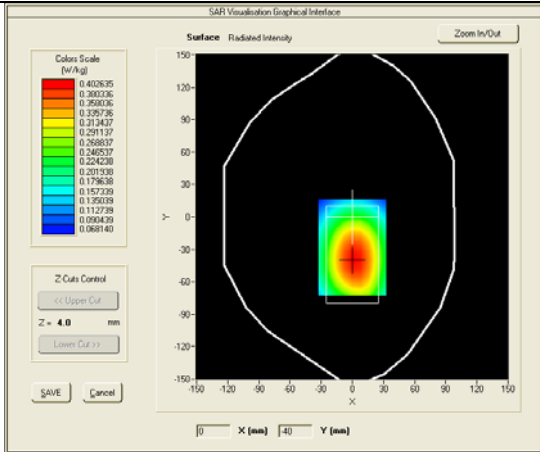 SAR Visualisation Graphical Interface
Surface Radiated Intensity
Zoom In/Out
Colors Scale
(W/kg)
0.402635
0.380336
0.358036
0.335736
0.313437
0.291137
0.268837
0.246537
0.224238
0.201938
0.179638
0.157339
0.135039
0.112739
0.090439
0.068140
Z Cuts Control
<< Upper Cut
Z = 4.0 mm
Lower Cut >>
SAVE Cancel
150-
120-
90-
60-
30-
0-
-30-
-60-
-90-
-120-
-150-
Y
-150 -120 -90 -60 -30 0 30 60 90 120 150
X
0 X (mm) -40 Y (mm)